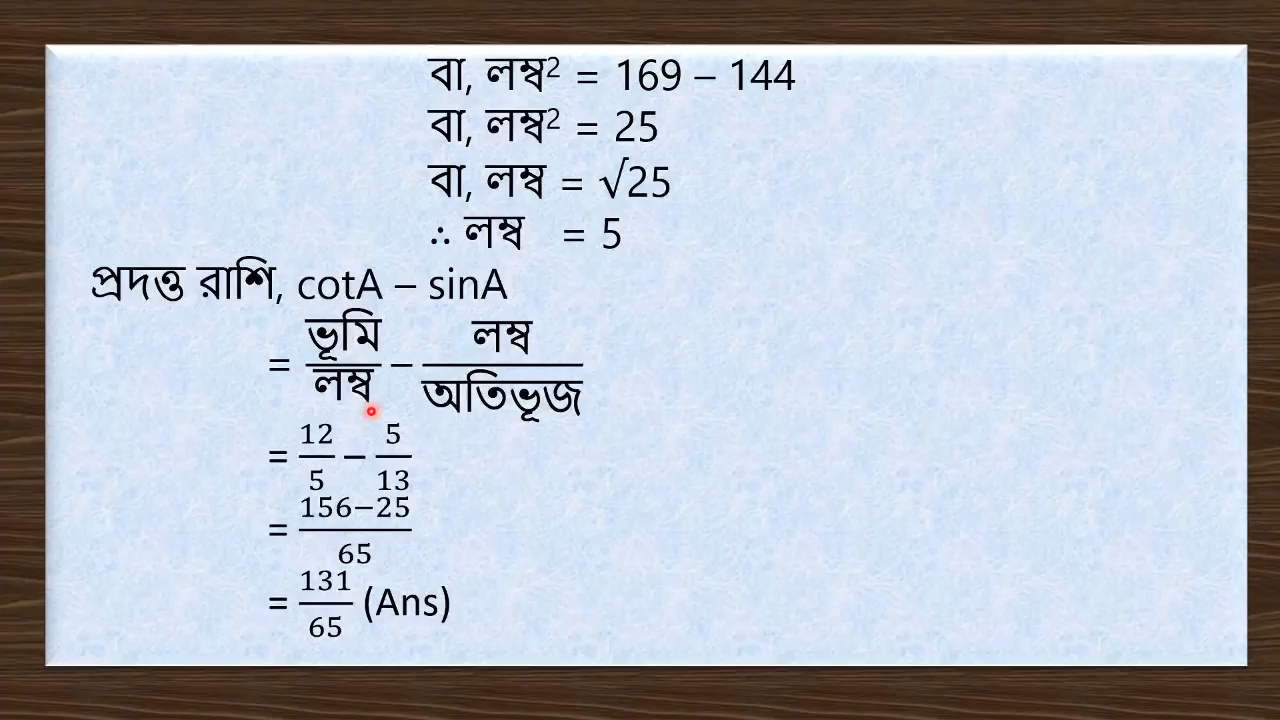 বা, লম্ব² = 169 – 144
বা, লম্ব² = 25
বা, লম্ব = √25
∴ লম্ব = 5
প্রদত্ত রাশি, cotA – sinA
= ভূমি/লম্ব – লম্ব/অতিভূজ
= 12/5 – 5/13
= 156−25/65
= 131/65 (Ans)